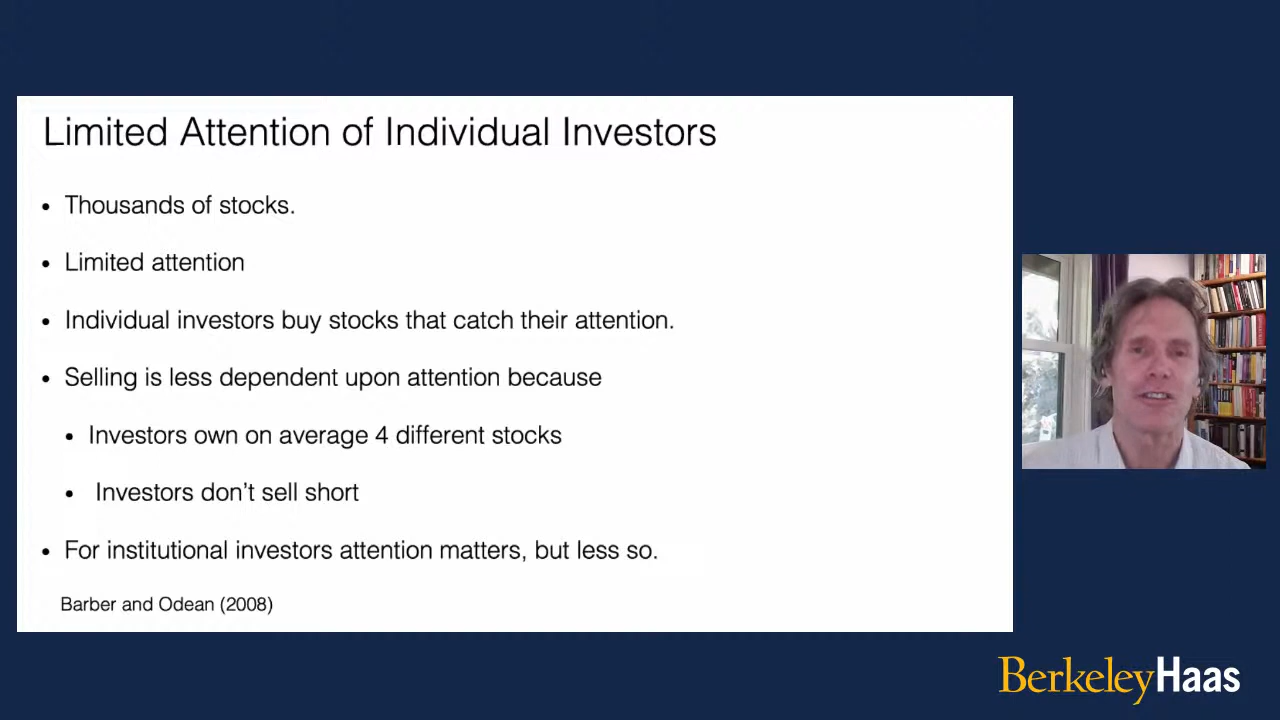 Limited Attention of Individual Investors
• Thousands of stocks.
• Limited attention
• Individual investors buy stocks that catch their attention.
• Selling is less dependent upon attention because
• Investors own on average 4 different stocks
• Investors don’t sell short
• For institutional investors attention matters, but less so.
Barber and Odean (2008)
BerkeleyHaas